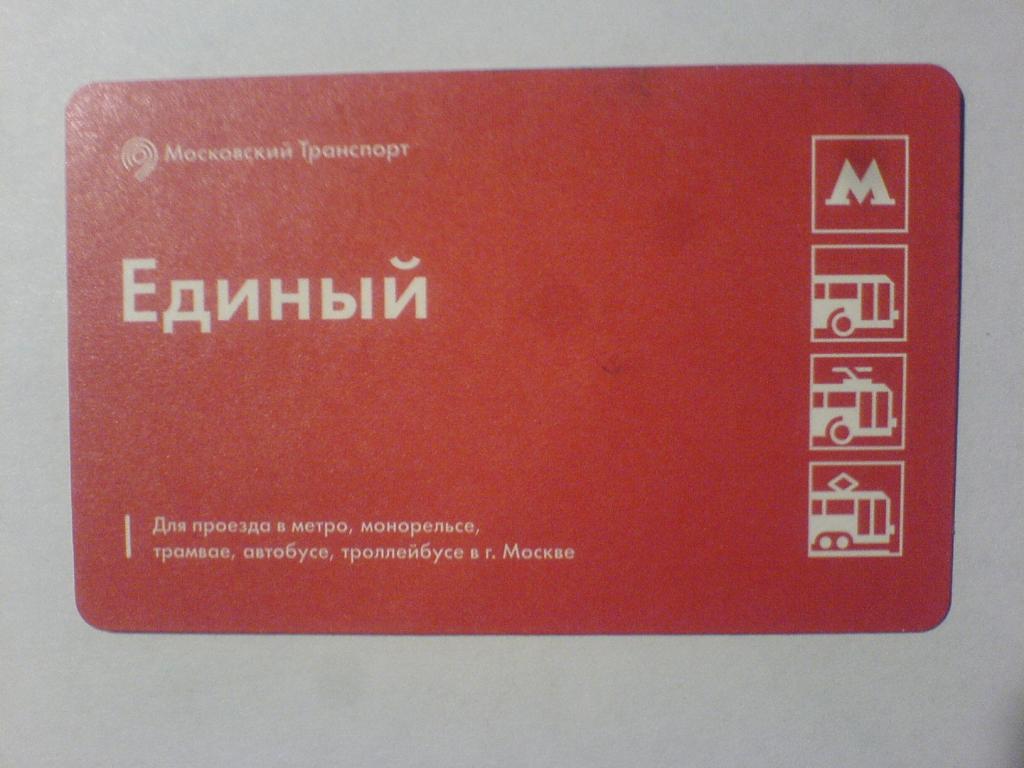 Московский Транспорт
М
Единый
Для проезда в метро, монорельсе,
трамвае, автобусе, троллейбусе в г. Москве